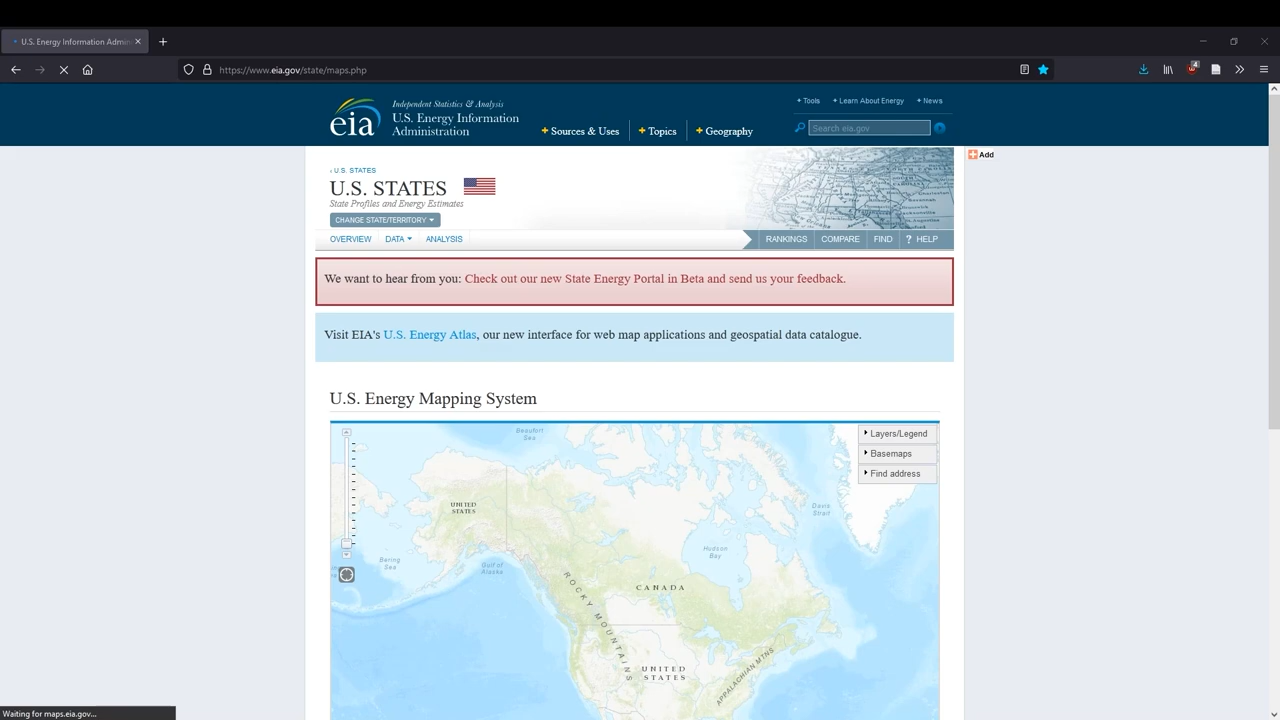 U.S. Energy Information Admin
https://www.eia.gov/state/maps.php
4
+ Tools + Learn About Energy + News
Independent Statistics & Analysis
U.S. Energy Information
Administration
eia
+ Sources & Uses + Topics + Geography
Search eia.gov
Add
‹ U.S. STATES
U.S. STATES
State Profiles and Energy Estimates
CHANGE STATE/TERRITORY
OVERVIEW DATA ANALYSIS RANKINGS COMPARE FIND ? HELP
We want to hear from you: Check out our new State Energy Portal in Beta and send us your feedback.
Visit EIA's U.S. Energy Atlas, our new interface for web map applications and geospatial data catalogue.
U.S. Energy Mapping System
Layers/Legend
Basemaps
Find address
Beaufort
Sea
UNITED
STATES
Davis
Strait
Hudson
Bay
Bering
Sea
Gulf of
Alaska
CANADA
ROCKY MOUNTAINS
UNITED
STATES
APPALACHIAN MTNS
Waiting for maps.eia.gov...